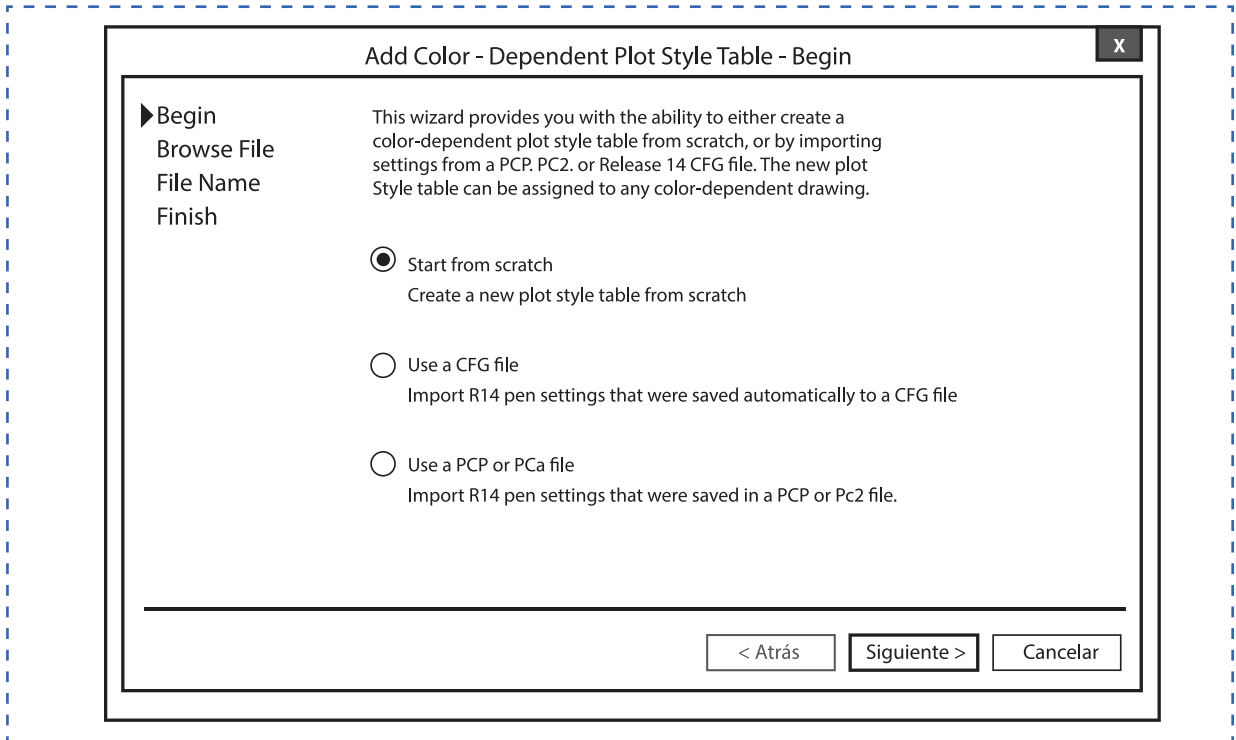 Add Color - Dependent Plot Style Table - Begin
X
Begin
Browse File
File Name
Finish
This wizard provides you with the ability to either create a
color-dependent plot style table from scratch, or by importing
settings from a PCP. PC2. or Release 14 CFG file. The new plot
Style table can be assigned to any color-dependent drawing.
Start from scratch
Create a new plot style table from scratch
Use a CFG file
Import R14 pen settings that were saved automatically to a CFG file
Use a PCP or PCa file
Import R14 pen settings that were saved in a PCP or Pc2 file.
< Atrás
Siguiente >
Cancelar